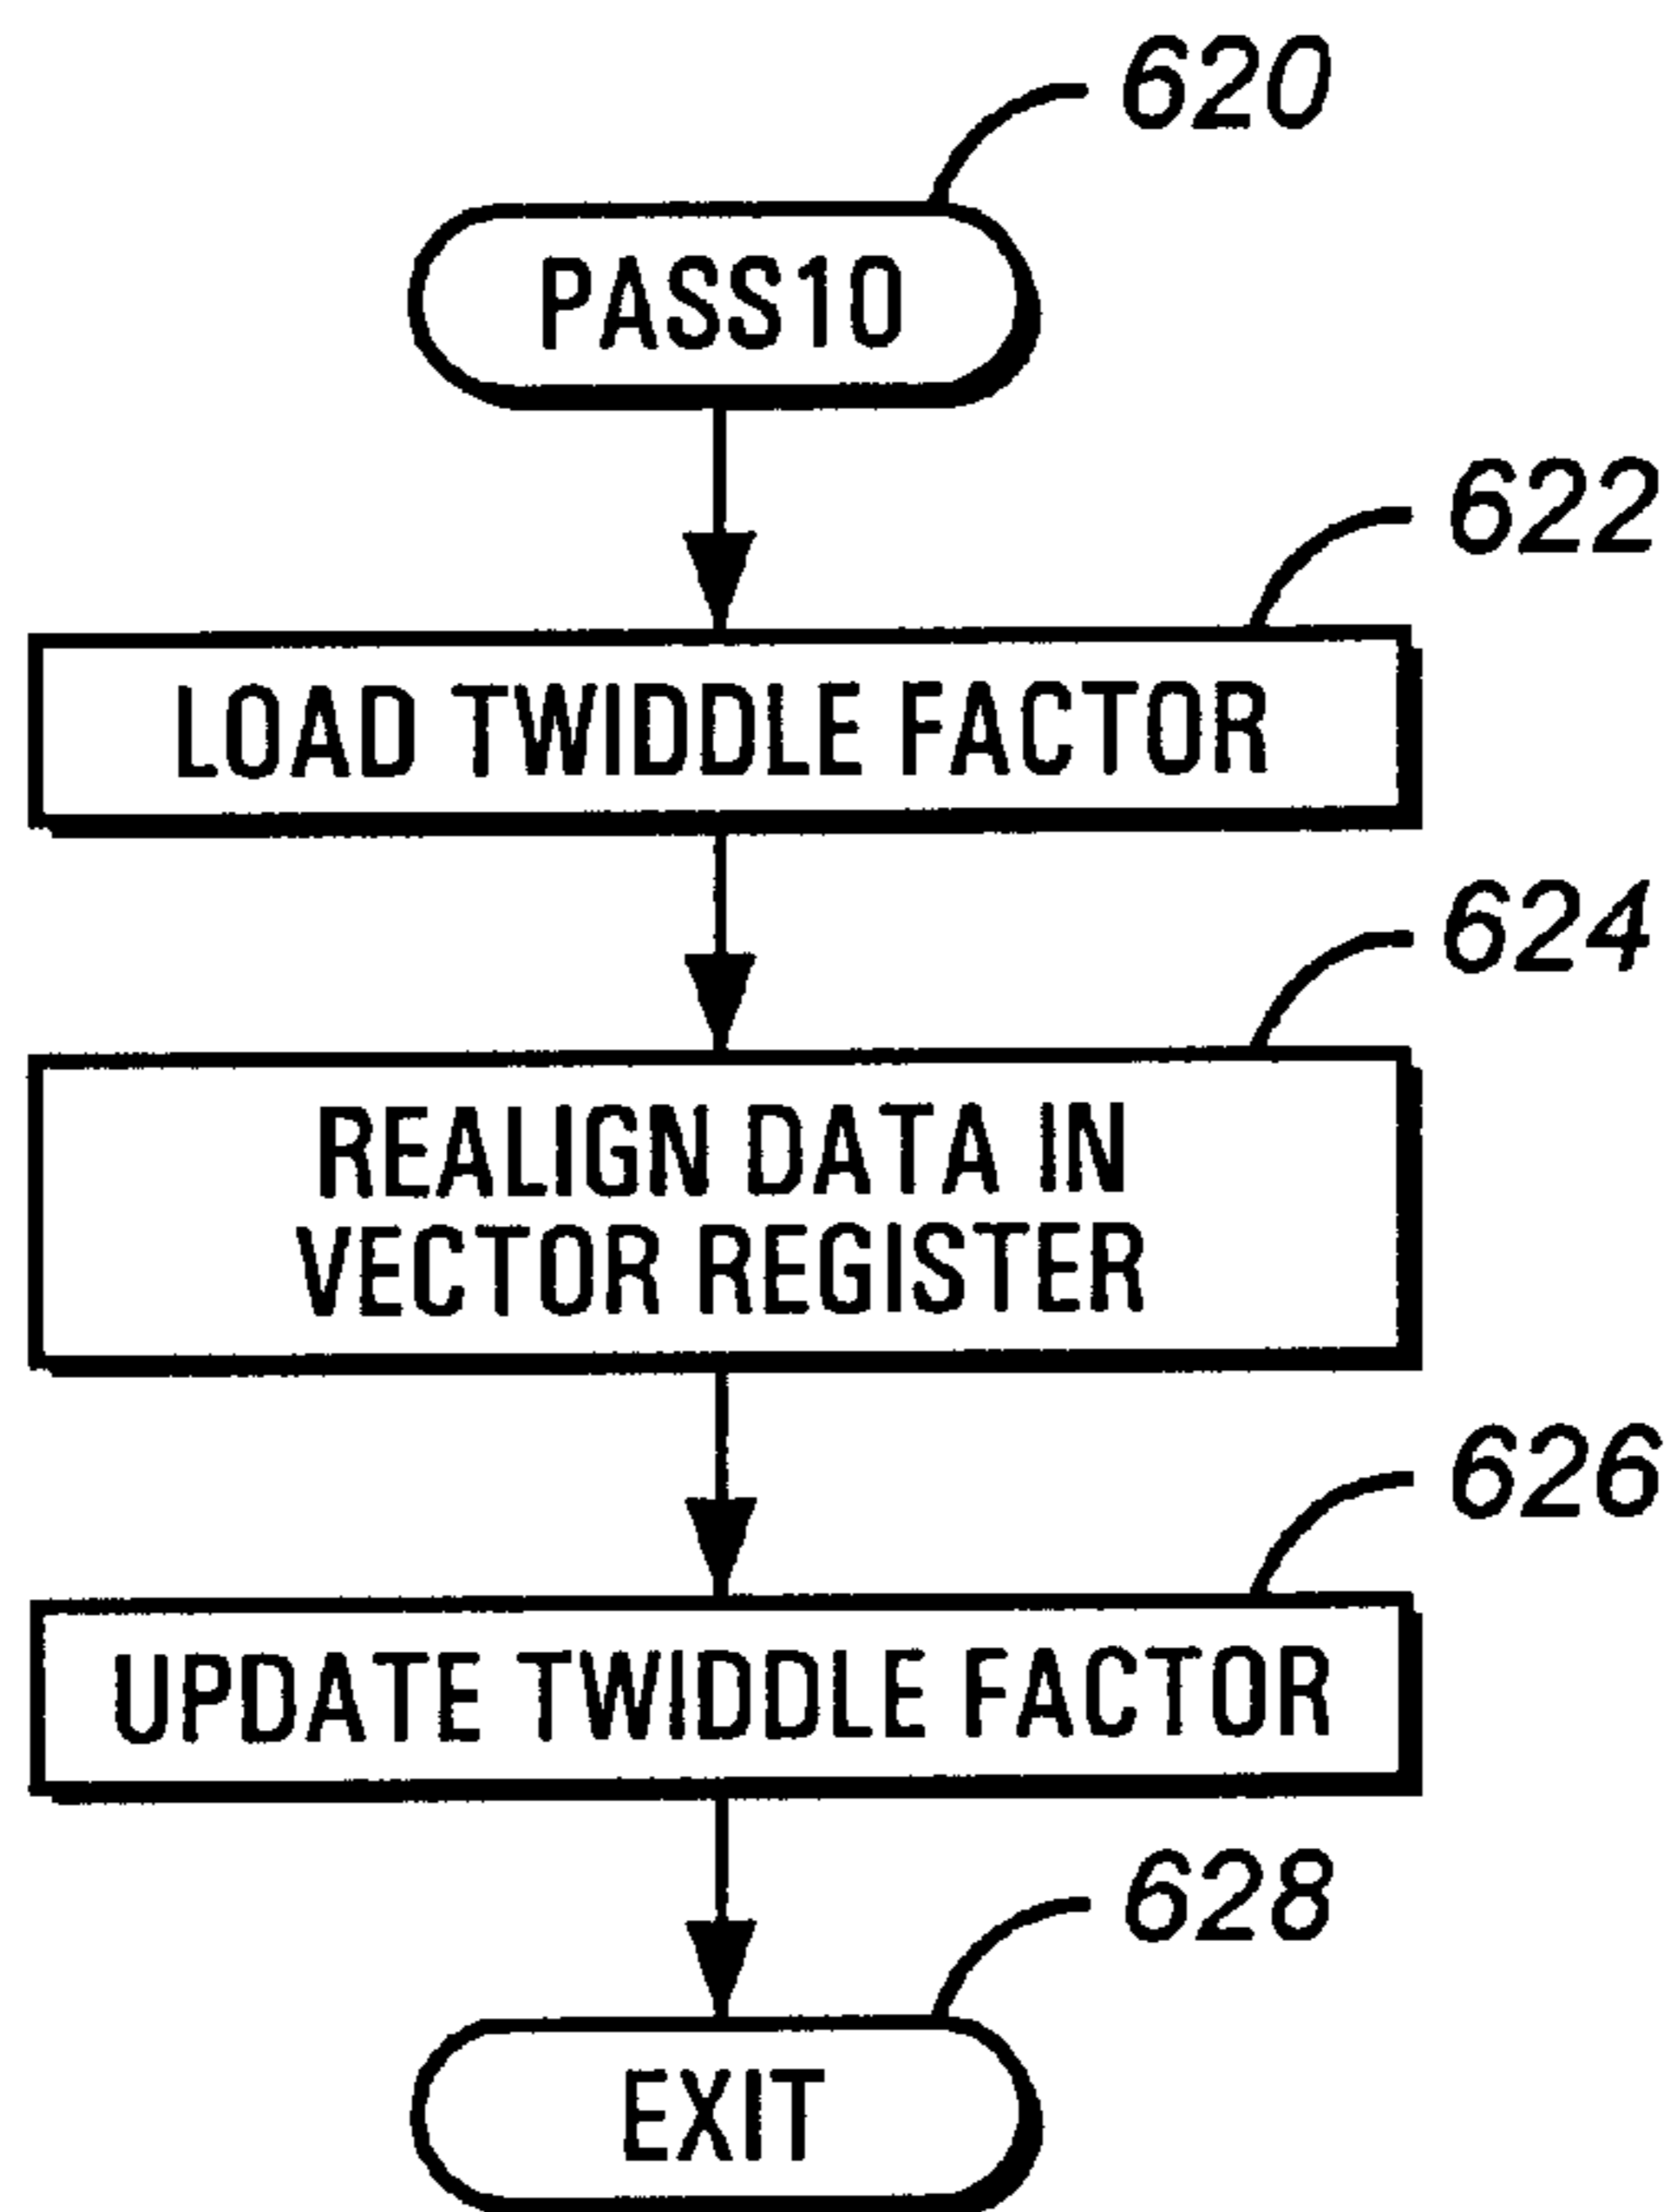 620
PASS10
622
LOAD TWIDDLE FACTOR
624
REALIGN DATA IN
VECTOR REGISTER
626
UPDATE TWIDDLE FACTOR
628
EXIT